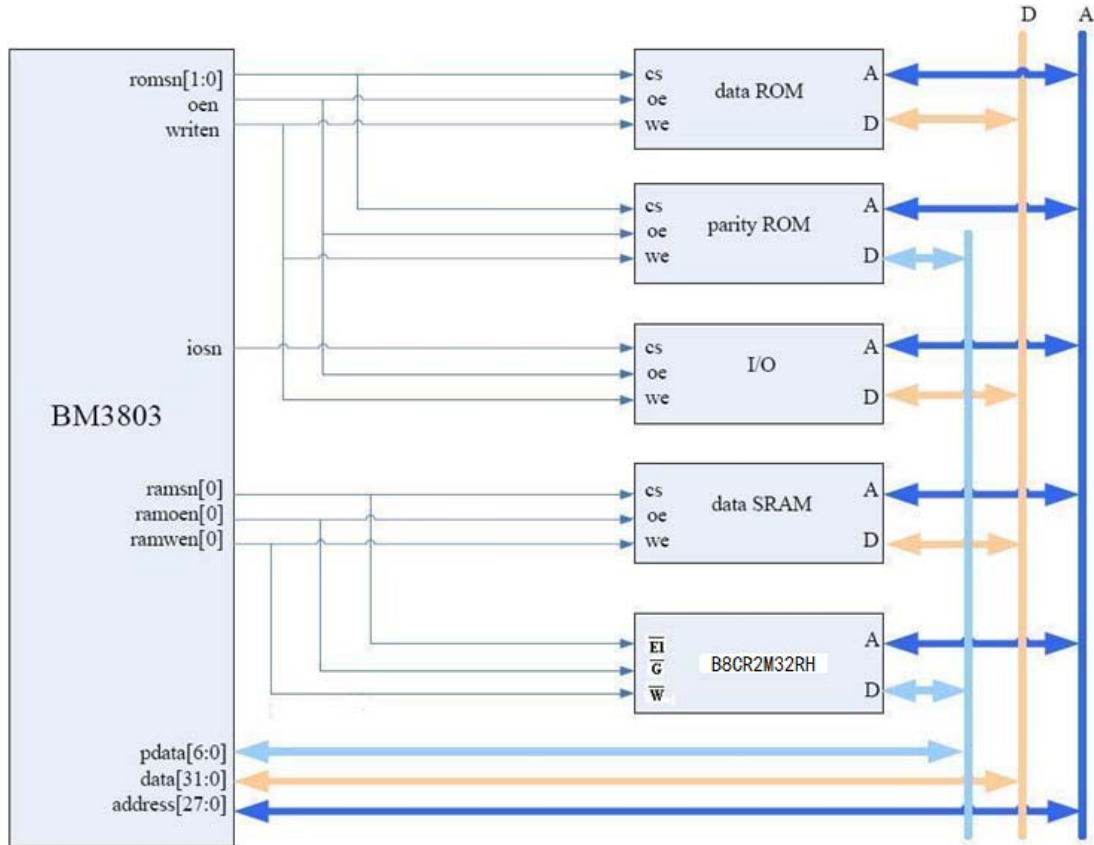 D A
romsn[1:0]
oen
writen
cs
oe
we
data ROM
A
D
cs
oe
we
parity ROM
A
D
iosn
cs
oe
we
I/O
A
D
BM3803
ramsn[0]
ramoen[0]
ramwen[0]
cs
oe
we
data SRAM
A
D
E1
G
W
B8CR2M32RH
A
D
pdata[6:0]
data[31:0]
address[27:0]